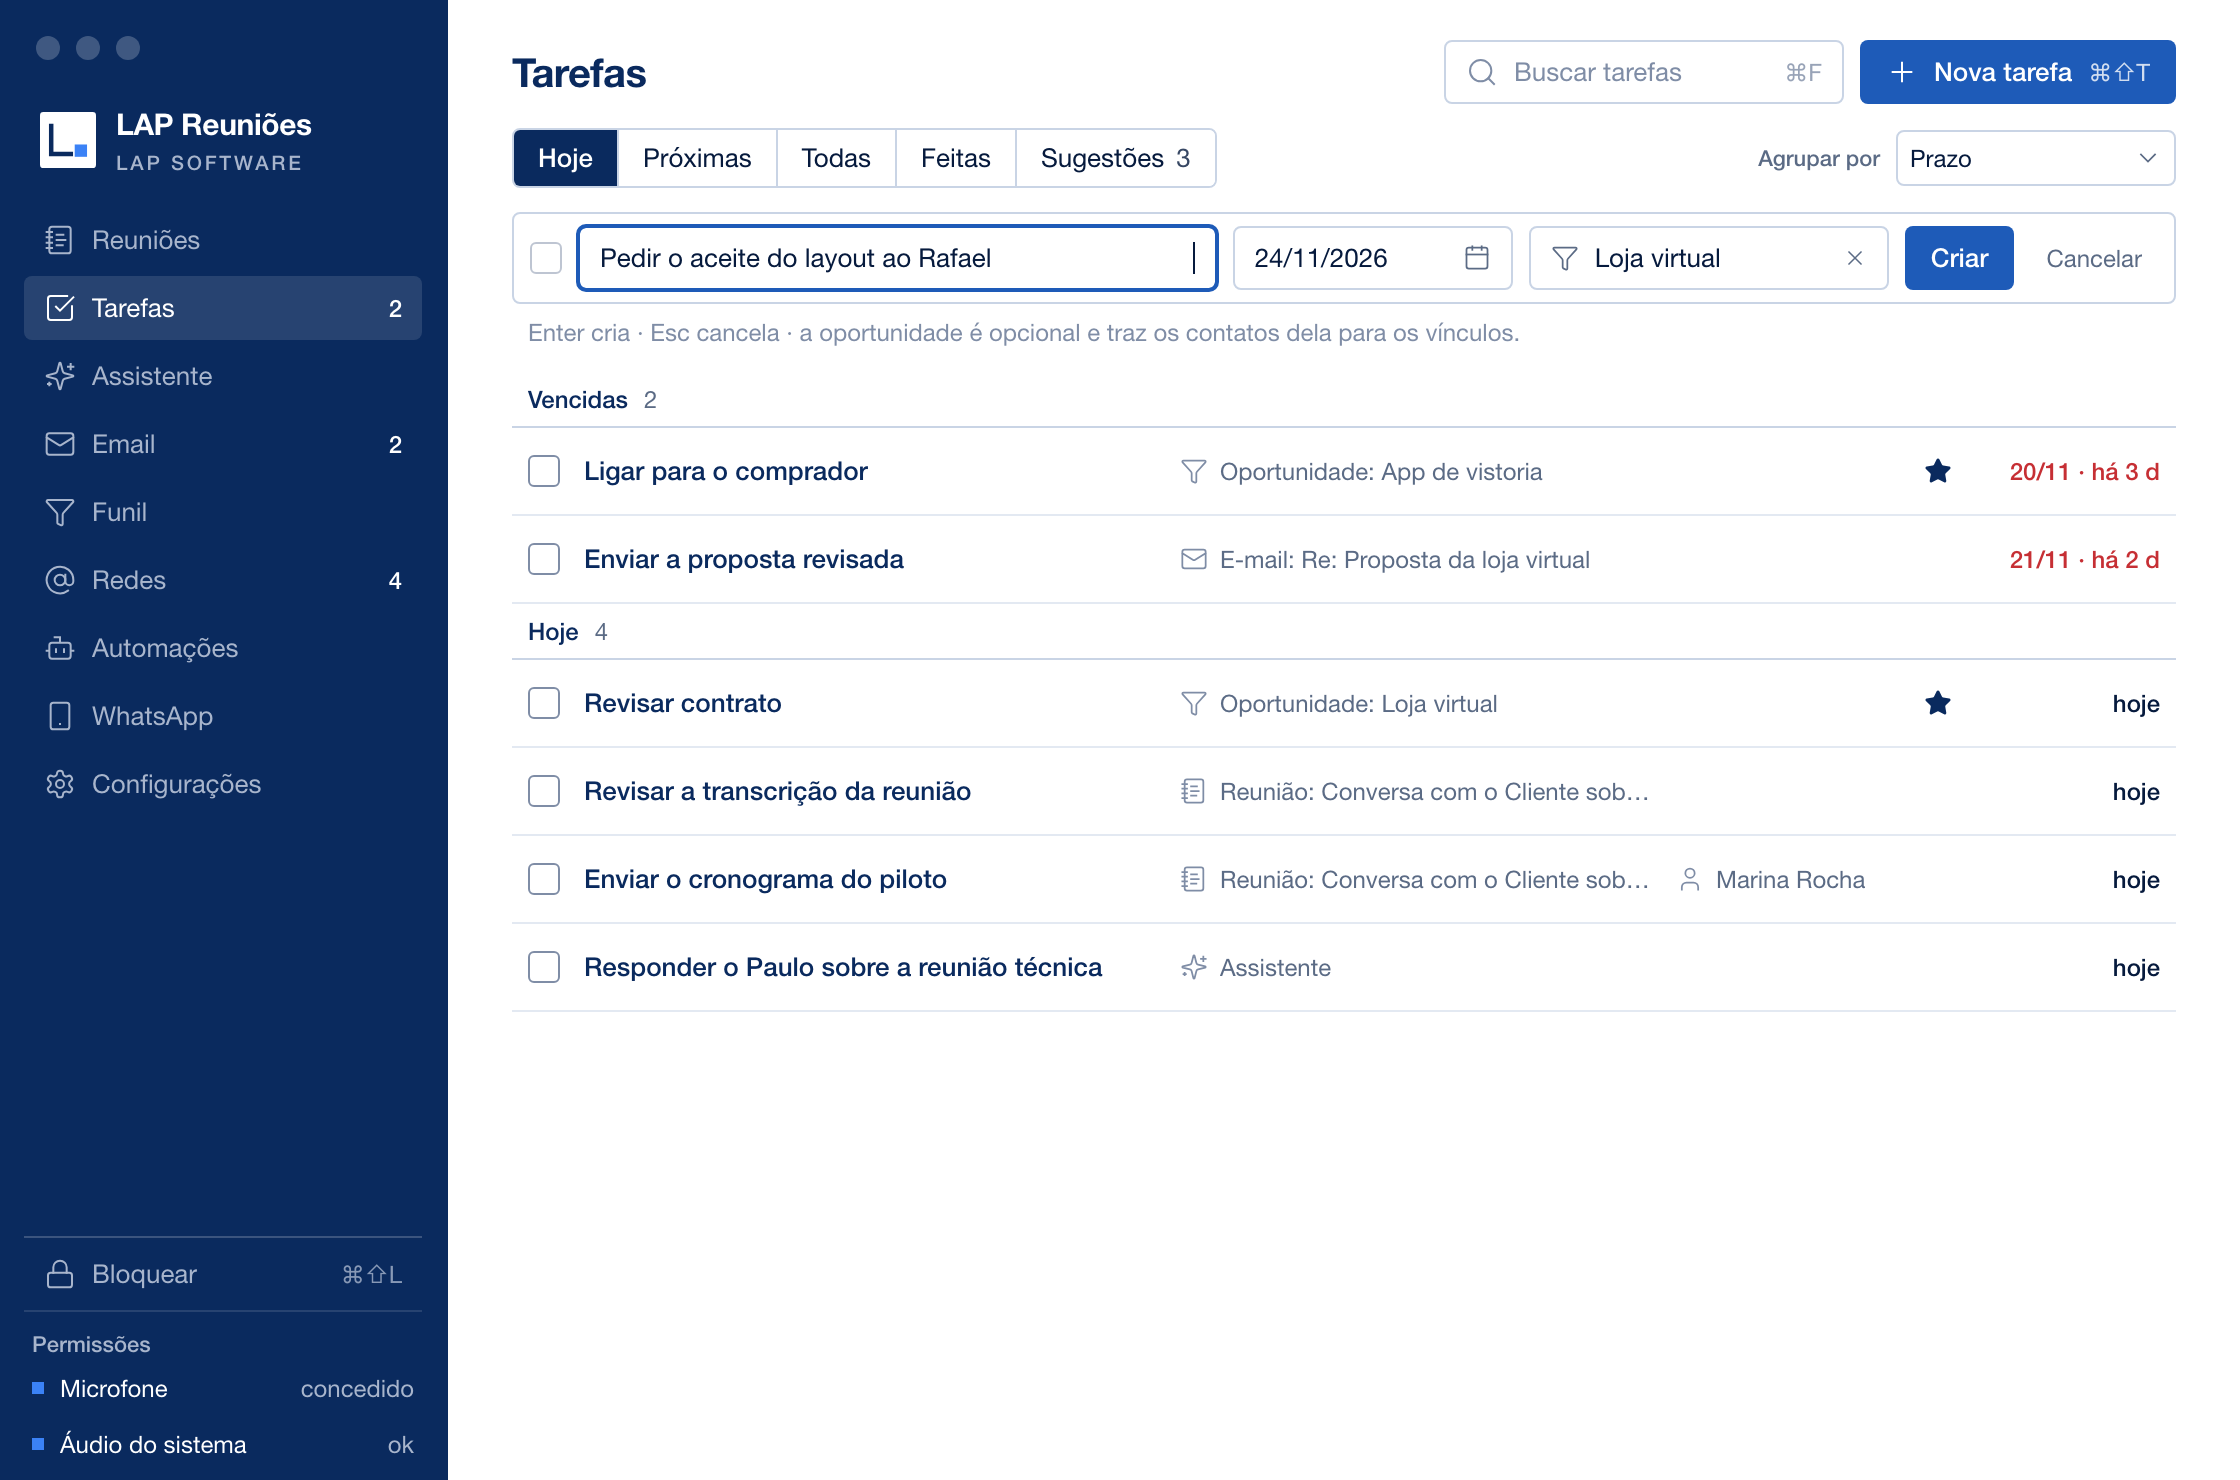 LAP Reuniões
LAP SOFTWARE
Reuniões
Tarefas 2
Assistente
Email 2
Funil
Redes 4
Automações
WhatsApp
Configurações
Bloquear ⌘⇧L
Permissões
Microfone concedido
Áudio do sistema ok
Tarefas
Buscar tarefas ⌘F
Nova tarefa ⌘⇧T
Hoje Próximas Todas Feitas Sugestões 3
Agrupar por Prazo
Pedir o aceite do layout ao Rafael 24/11/2026 Loja virtual Criar Cancelar
Enter cria · Esc cancela · a oportunidade é opcional e traz os contatos dela para os vínculos.
Vencidas 2
Ligar para o comprador Oportunidade: App de vistoria 20/11 · há 3 d
Enviar a proposta revisada E-mail: Re: Proposta da loja virtual 21/11 · há 2 d
Hoje 4
Revisar contrato Oportunidade: Loja virtual hoje
Revisar a transcrição da reunião Reunião: Conversa com o Cliente sob… hoje
Enviar o cronograma do piloto Reunião: Conversa com o Cliente sob… Marina Rocha hoje
Responder o Paulo sobre a reunião técnica Assistente hoje